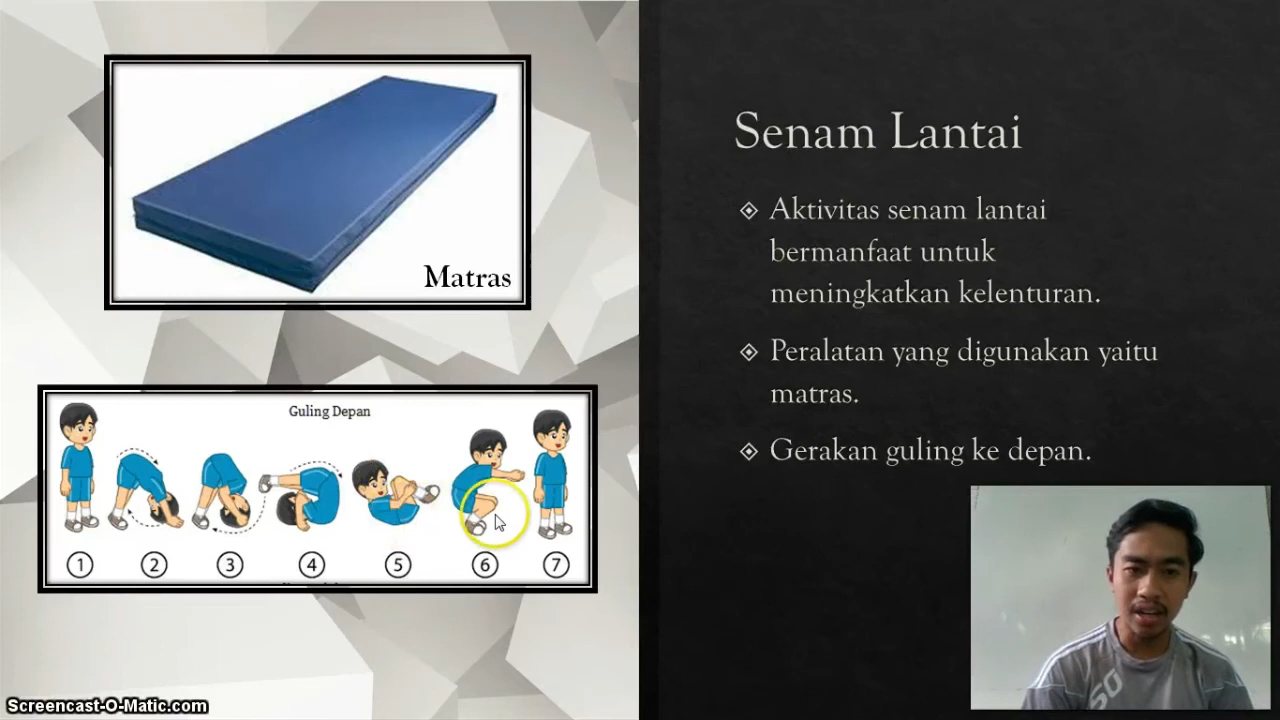 Matras
Guling Depan
1 2 3 4 5 6 7
Senam Lantai
Aktivitas senam lantai
bermanfaat untuk
meningkatkan kelenturan.
Peralatan yang digunakan yaitu
matras.
Gerakan guling ke depan.
50
Screencast-O-Matic.com